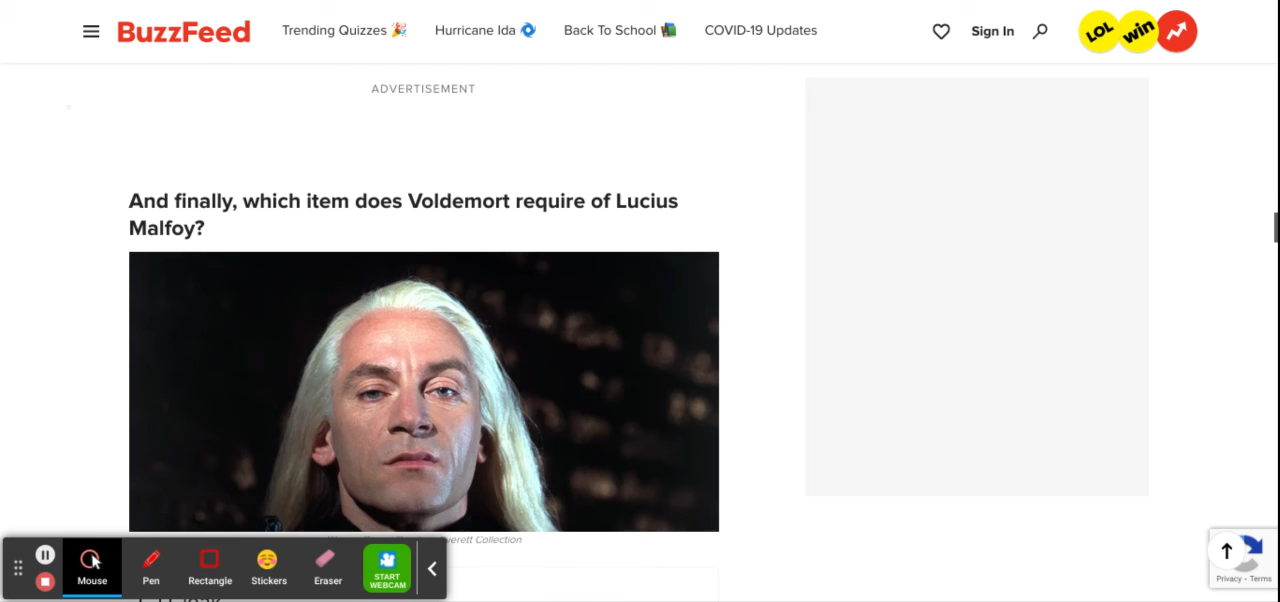 BuzzFeed
Trending Quizzes 🎉
Hurricane Ida 🌀
Back To School 📚
COVID-19 Updates
Sign In
LOL
win
ADVERTISEMENT
And finally, which item does Voldemort require of Lucius
Malfoy?
Everett Collection
Mouse
Pen
Rectangle
Stickers
Eraser
START
WEBCAM
Privacy - Terms